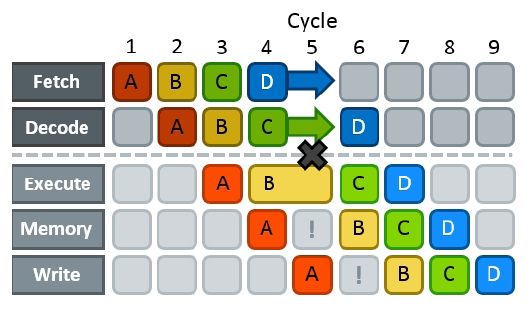 Cycle
1 2 3 4 5 6 7 8 9
Fetch A B C D
Decode A B C D
Execute A B C D
Memory A ! B C D
Write A ! B C D